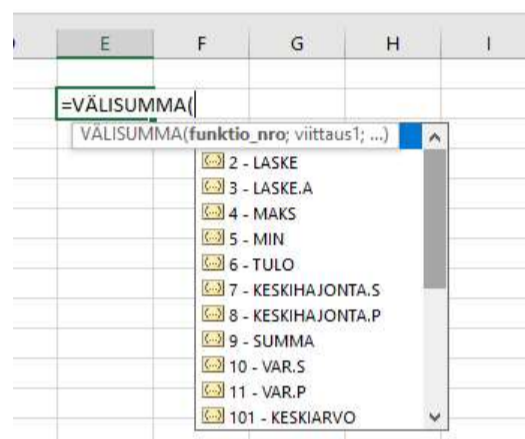 E F G H I
=VÄLISUMMA(
VÄLISUMMA(funktio_nro; viittaus1; ...)
(...) 2 - LASKE
(...) 3 - LASKE.A
(...) 4 - MAKS
(...) 5 - MIN
(...) 6 - TULO
(...) 7 - KESKIHAJONTA.S
(...) 8 - KESKIHAJONTA.P
(...) 9 - SUMMA
(...) 10 - VAR.S
(...) 11 - VAR.P
(...) 101 - KESKIARVO